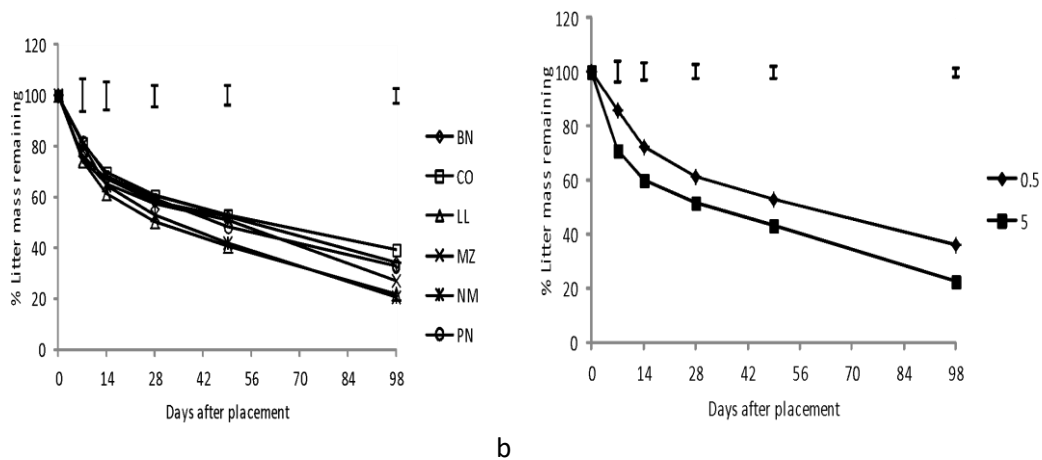 120
100
80
60
40
20
0
% Litter mass remaining
0 14 28 42 56 70 84 98
Days after placement
BN
CO
LL
MZ
NM
PN
120
100
80
60
40
20
0
% Litter mass remaining
0 14 28 42 56 70 84 98
Days after placement
0.5
5
b